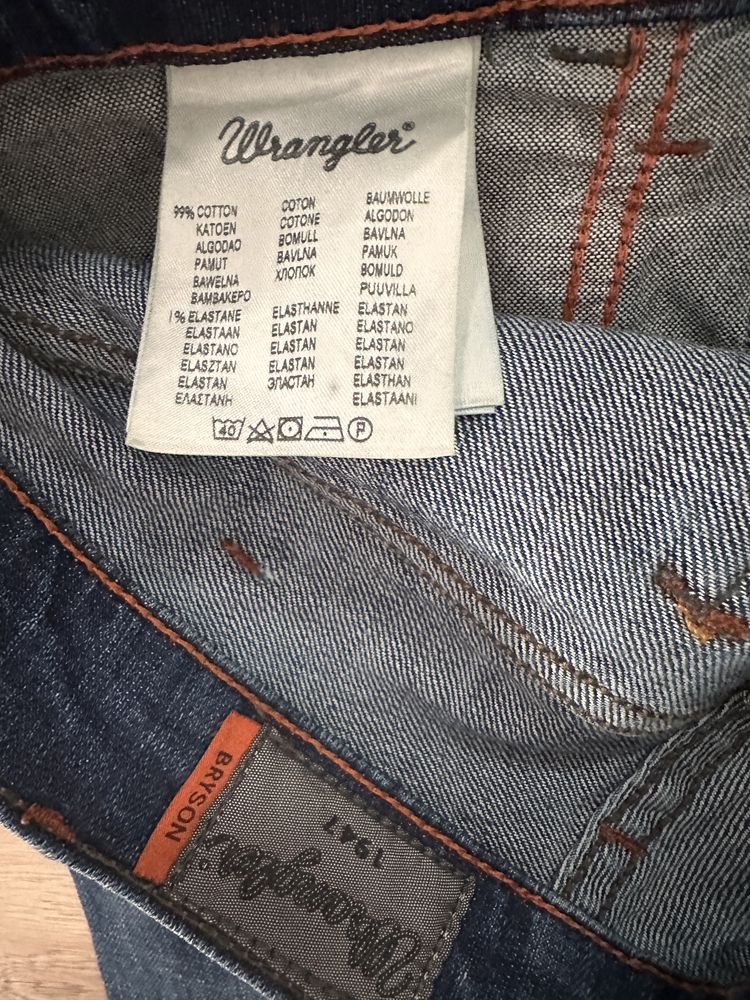 Wrangler®
99% COTTON COTON BAUMWOLLE
KATOEN COTONE ALGODON
ALGODAO BOMULL BAVLNA
PAMUT BAVLNA PAMUK
BAWELNA ХЛОПОК BOMULD
ΒΑΜΒΑΚΕΡΟ PUUVILLA
1% ELASTANE ELASTHANNE ELASTAN
ELASTAAN ELASTAN ELASTANO
ELASTANO ELASTAN ELASTAN
ELASZTAN ELASTAN ELASTAN
ELASTAN ЭЛАСТАН ELASTHAN
ΕΛΑΣΤΑΝΗ ELASTAANI
40 P
BRYSON
1947
Wrangler